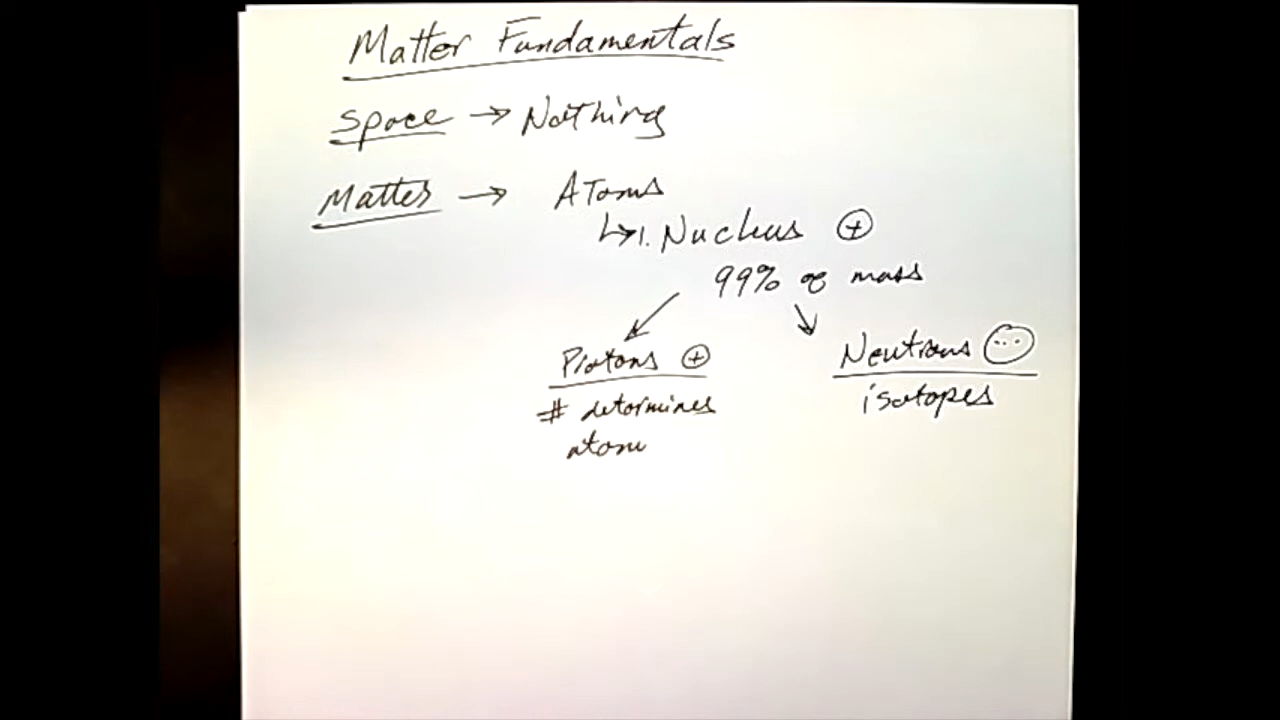 Matter Fundamentals
Space → Nothing
Matter → Atoms
↳ 1. Nucleus ⊕
99% of mass
Protons ⊕ Neutrons
# determines isotopes
atom